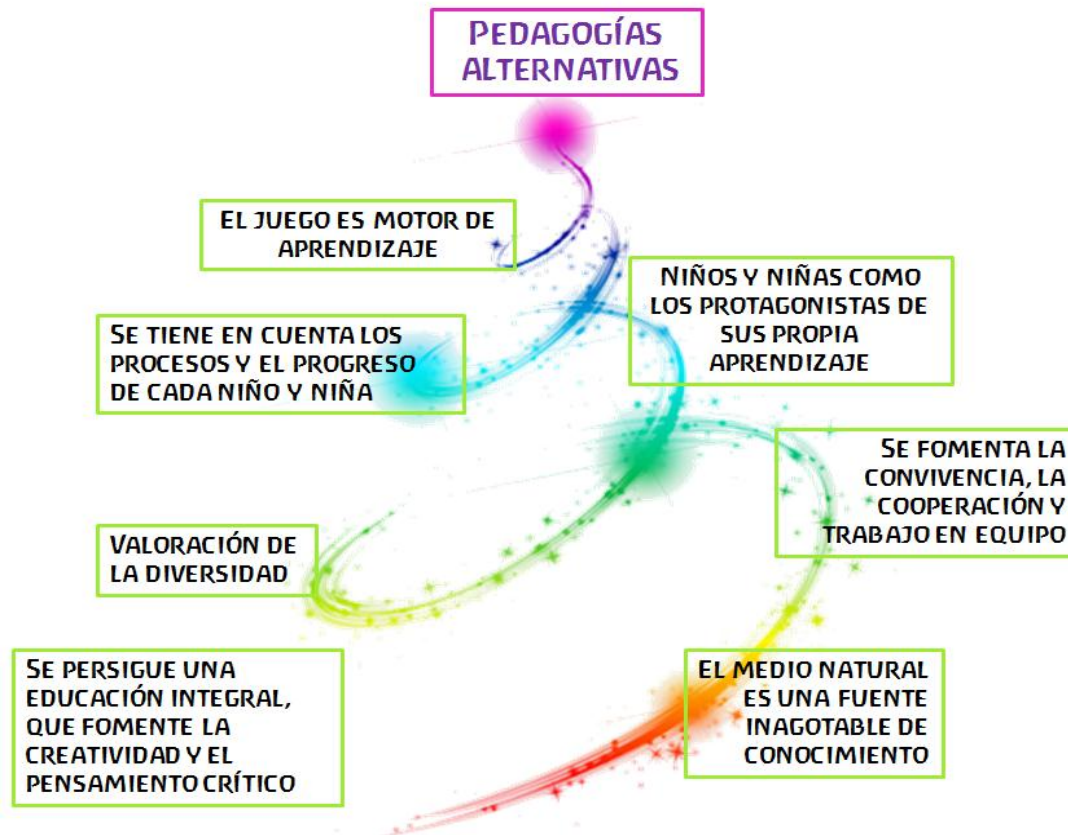 PEDAGOGÍAS
ALTERNATIVAS
EL JUEGO ES MOTOR DE
APRENDIZAJE
NIÑOS Y NIÑAS COMO
LOS PROTAGONISTAS DE
SUS PROPIA
APRENDIZAJE
SE TIENE EN CUENTA LOS
PROCESOS Y EL PROGRESO
DE CADA NIÑO Y NIÑA
SE FOMENTA LA
CONVIVENCIA, LA
COOPERACIÓN Y
TRABAJO EN EQUIPO
VALORACIÓN DE
LA DIVERSIDAD
SE PERSIGUE UNA
EDUCACIÓN INTEGRAL,
QUE FOMENTE LA
CREATIVIDAD Y EL
PENSAMIENTO CRÍTICO
EL MEDIO NATURAL
ES UNA FUENTE
INAGOTABLE DE
CONOCIMIENTO